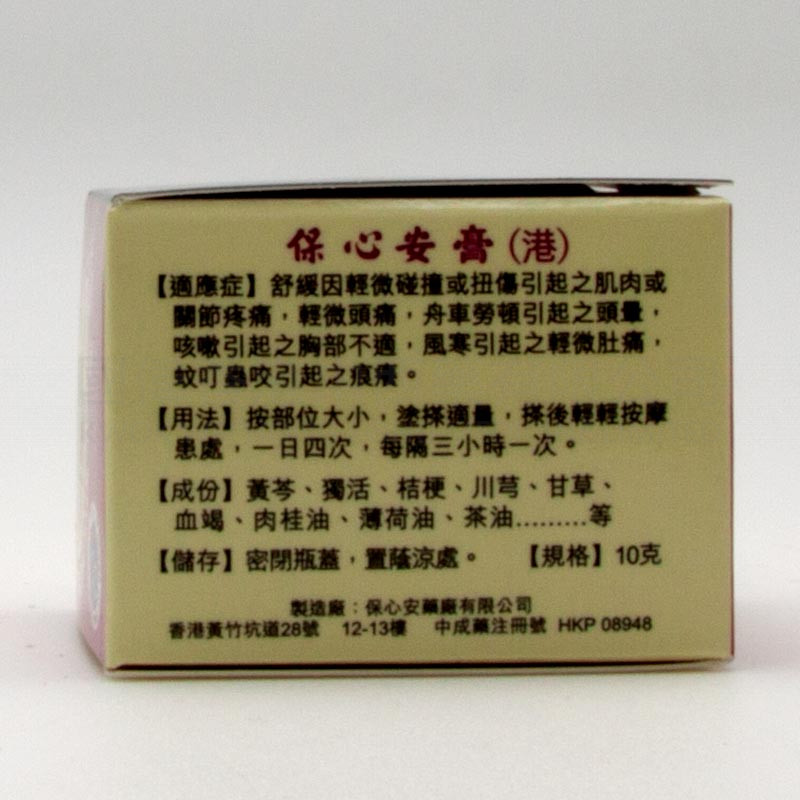 保心安膏(港)
【適應症】舒緩因輕微碰撞或扭傷引起之肌肉或
關節疼痛，輕微頭痛，舟車勞頓引起之頭暈，
咳嗽引起之胸部不適，風寒引起之輕微肚痛，
蚊叮蟲咬引起之痕癢。
【用法】按部位大小，塗搽適量，搽後輕輕按摩
患處，一日四次，每隔三小時一次。
【成份】黃芩、獨活、桔梗、川芎、甘草、
血竭、肉桂油、薄荷油、茶油.........等
【儲存】密閉瓶蓋，置蔭涼處。 【規格】10克
製造廠：保心安藥廠有限公司
香港黃竹坑道28號 12-13樓 中成藥注冊號 HKP 08948